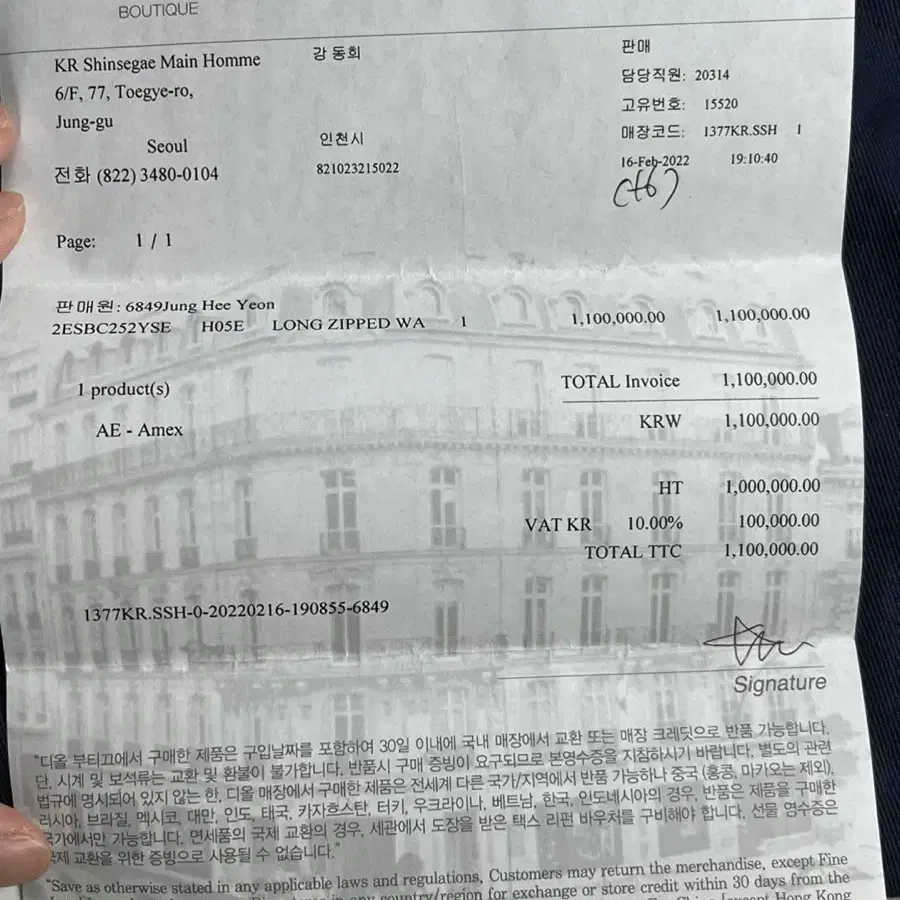 BOUTIQUE
KR Shinsegae Main Homme
6/F, 77, Toegye-ro,
Jung-gu
Seoul
전화 (822) 3480-0104
강 동희
인천시
821023215022
판매
담당직원: 20314
고유번호: 15520
매장코드: 1377KR.SSH 1
16-Feb-2022 19:10:40
Page: 1 / 1
판매원: 6849Jung Hee Yeon
2ESBC252YSE H05E LONG ZIPPED WA 1 1,100,000.00 1,100,000.00
1 product(s)
TOTAL Invoice 1,100,000.00
AE - Amex
KRW 1,100,000.00
HT 1,000,000.00
VAT KR 10.00% 100,000.00
TOTAL TTC 1,100,000.00
1377KR.SSH-0-20220216-190855-6849
Signature
"디올 부티끄에서 구매한 제품은 구입날짜를 포함하여 30일 이내에 국내 매장에서 교환 또는 매장 크레딧으로 반품 가능합니다.
단, 시계 및 보석류는 교환 및 환불이 불가합니다. 반품시 구매 증빙이 요구되므로 본영수증을 지참하시기 바랍니다. 별도의 관련
법규에 명시되어 있지 않는 한, 디올 매장에서 구매한 제품은 전세계 다른 국가/지역에서 반품 가능하나 중국 (홍콩, 마카오는 제외),
러시아, 브라질, 멕시코, 대만, 인도, 태국, 카자흐스탄, 터키, 우크라이나, 베트남, 한국, 인도네시아의 경우, 반품은 제품을 구매한
국가에서만 가능합니다. 면세품의 국제 교환의 경우, 세관에서 도장을 받은 택스 리펀 바우처를 구비해야 합니다. 선물 영수증은
국제 교환을 위한 증빙으로 사용될 수 없습니다."
"Save as otherwise stated in any applicable laws and regulations, Customers may return the merchandise, except Fine
in any country/region for exchange or store credit within 30 days from the
Hong Kong